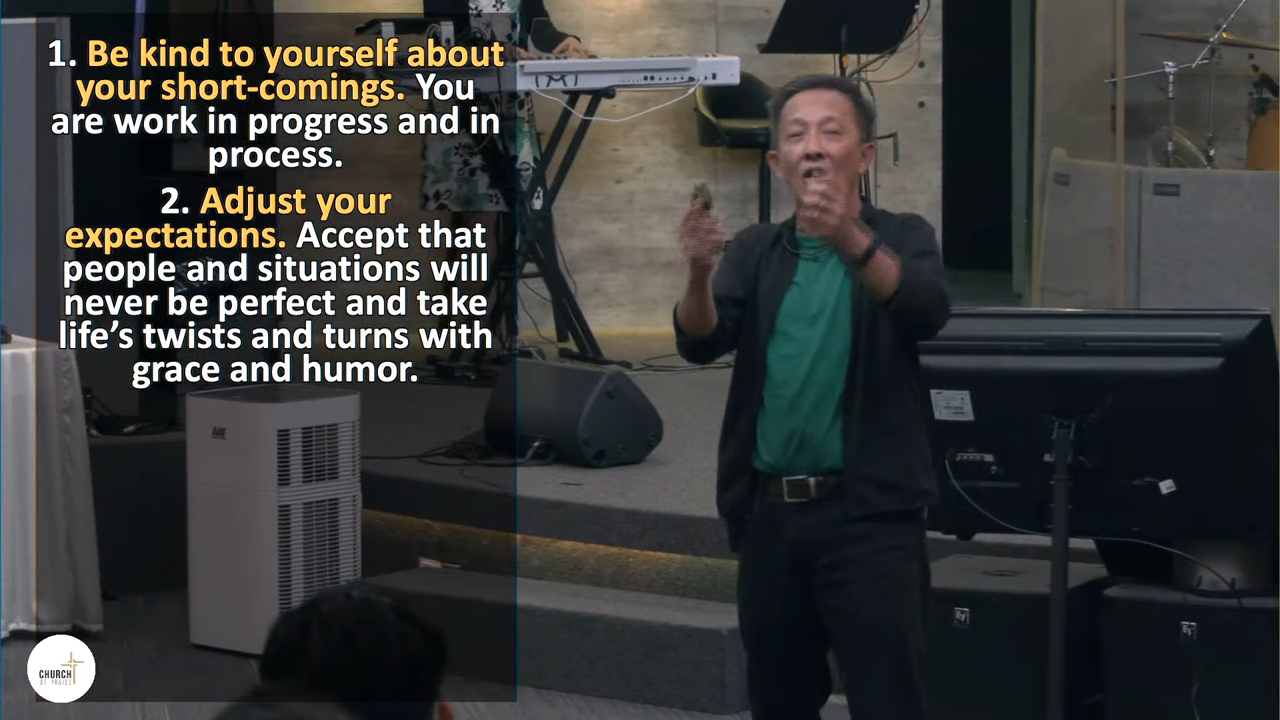 1. Be kind to yourself about
your short-comings. You
are work in progress and in
process.
2. Adjust your
expectations. Accept that
people and situations will
never be perfect and take
life’s twists and turns with
grace and humor.
CHURCH
OF PRAISE